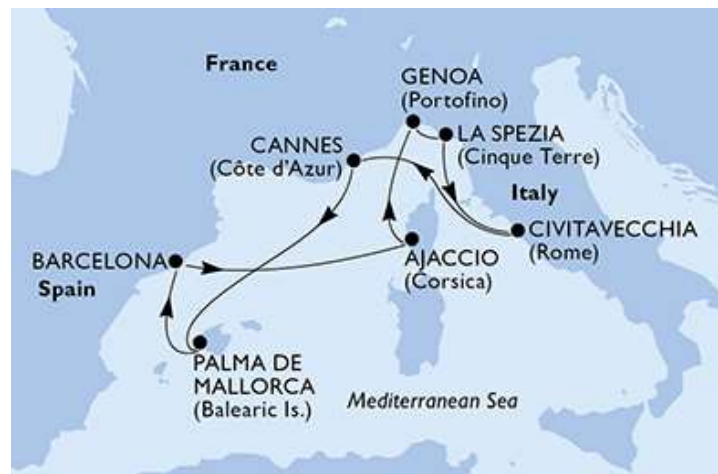 France
GENOA
(Portofino)
CANNES
(Côte d'Azur)
LA SPEZIA
(Cinque Terre)
Italy
CIVITAVECCHIA
(Rome)
BARCELONA
Spain
AJACCIO
(Corsica)
PALMA DE
MALLORCA
(Balearic Is.)
Mediterranean Sea